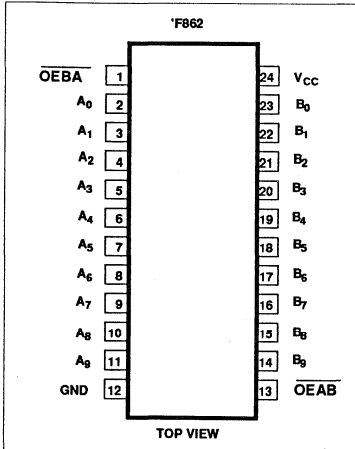 'F862
OEBA 1 24 VCC
A0 2 23 B0
A1 3 22 B1
A2 4 21 B2
A3 5 20 B3
A4 6 19 B4
A5 7 18 B5
A6 8 17 B6
A7 9 16 B7
A8 10 15 B8
A9 11 14 B9
GND 12 13 OEAB
TOP VIEW